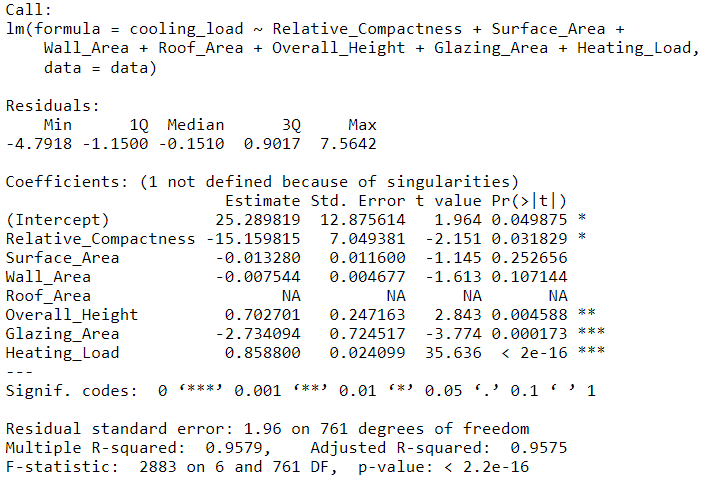 Call:
lm(formula = cooling_load ~ Relative_Compactness + Surface_Area +
    Wall_Area + Roof_Area + Overall_Height + Glazing_Area + Heating_Load,
    data = data)

Residuals:
    Min      1Q  Median      3Q     Max
-4.7918 -1.1500 -0.1510  0.9017  7.5642

Coefficients: (1 not defined because of singularities)
                       Estimate Std. Error t value Pr(>|t|)
(Intercept)           25.289819  12.875614   1.964 0.049875 *
Relative_Compactness -15.159815   7.049381  -2.151 0.031829 *
Surface_Area          -0.013280   0.011600  -1.145 0.252656
Wall_Area             -0.007544   0.004677  -1.613 0.107144
Roof_Area                    NA         NA      NA       NA
Overall_Height         0.702701   0.247163   2.843 0.004588 **
Glazing_Area          -2.734094   0.724517  -3.774 0.000173 ***
Heating_Load           0.858800   0.024099  35.636  < 2e-16 ***
---
Signif. codes:  0 ‘***’ 0.001 ‘**’ 0.01 ‘*’ 0.05 ‘.’ 0.1 ‘ ’ 1

Residual standard error: 1.96 on 761 degrees of freedom
Multiple R-squared:  0.9579,    Adjusted R-squared:  0.9575
F-statistic:  2883 on 6 and 761 DF,  p-value: < 2.2e-16